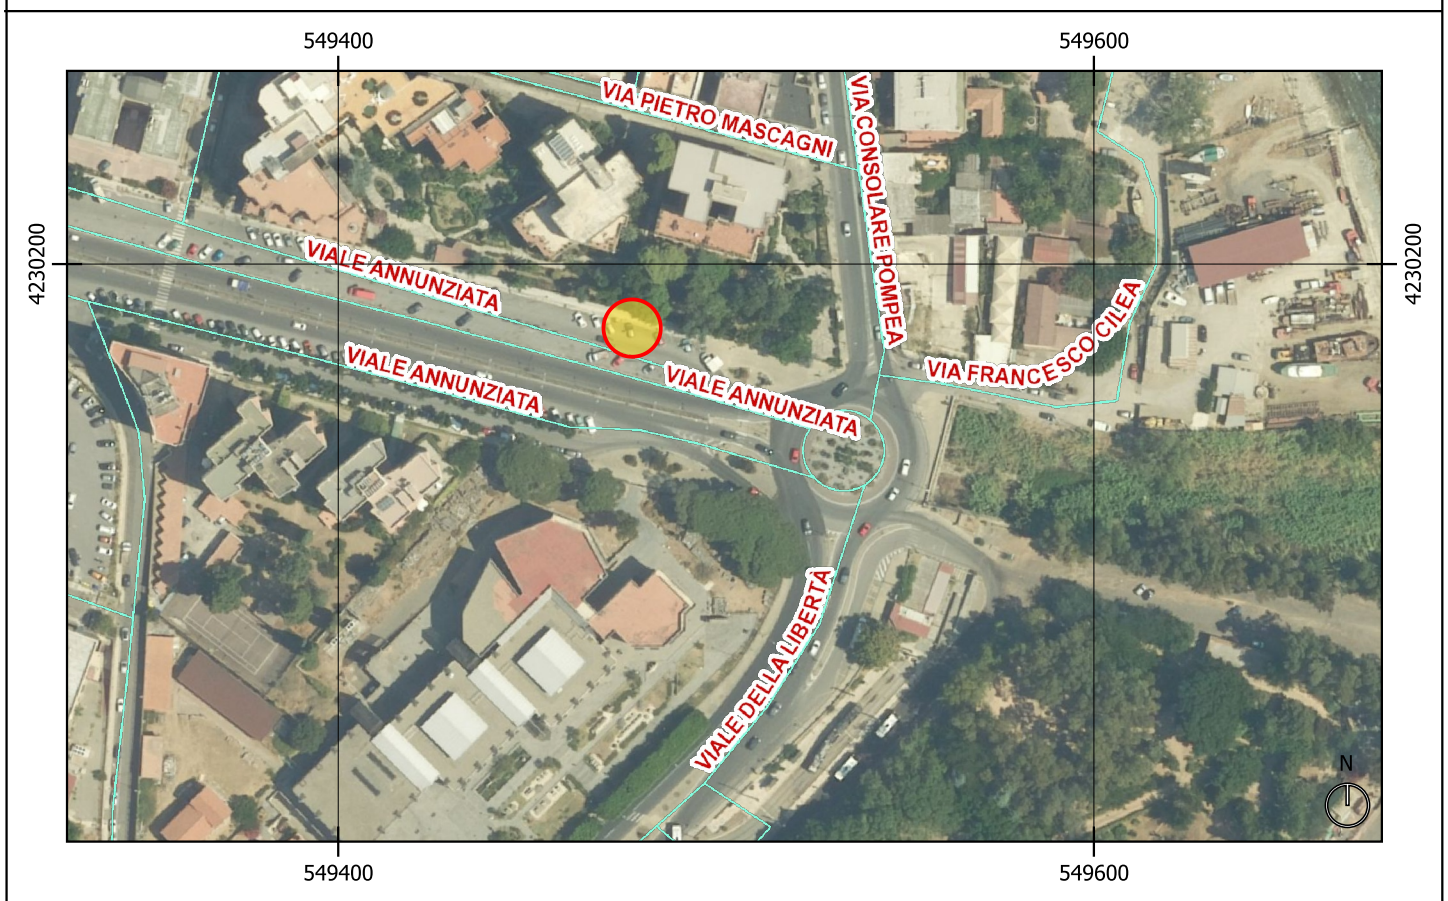 549400
549600
VIA PIETRO MASCAGNI
VIA CONSOLARE POMPEA
4230200
4230200
VIALE ANNUNZIATA
VIALE ANNUNZIATA
VIALE ANNUNZIATA
VIA FRANCESCO CILEA
VIALE DELLA LIBERTÀ
N
549400
549600